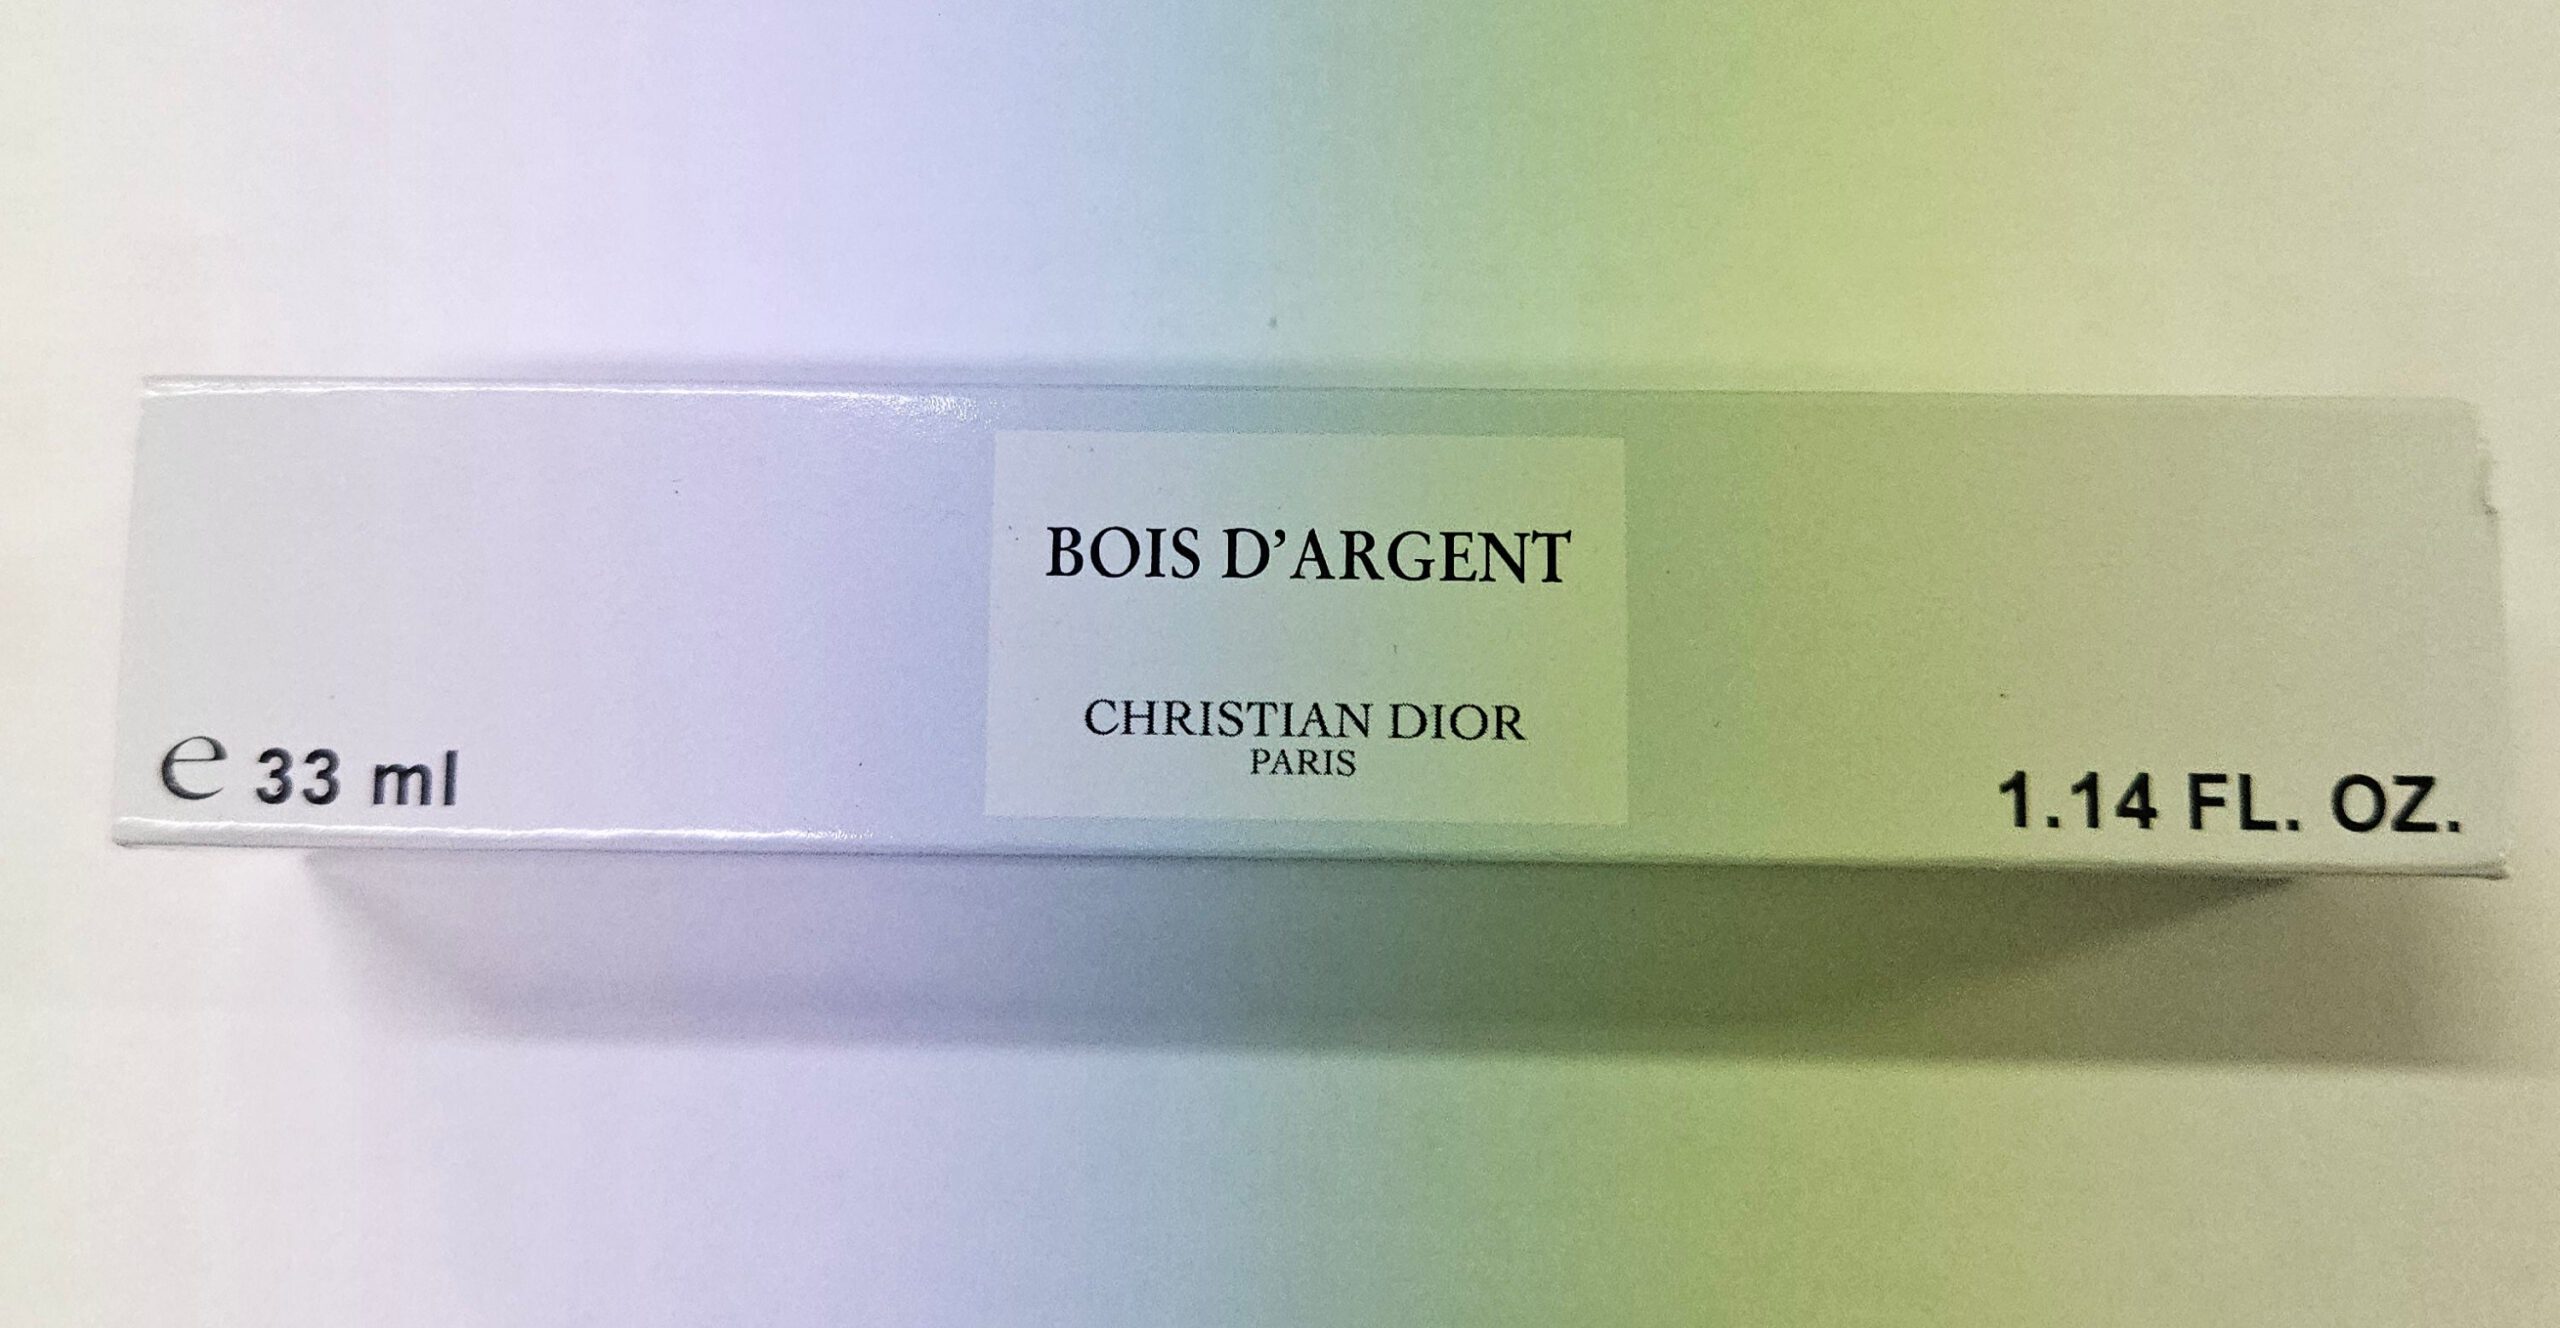 BOIS D’ARGENT
CHRISTIAN DIOR
PARIS
℮ 33 ml
1.14 FL. OZ.